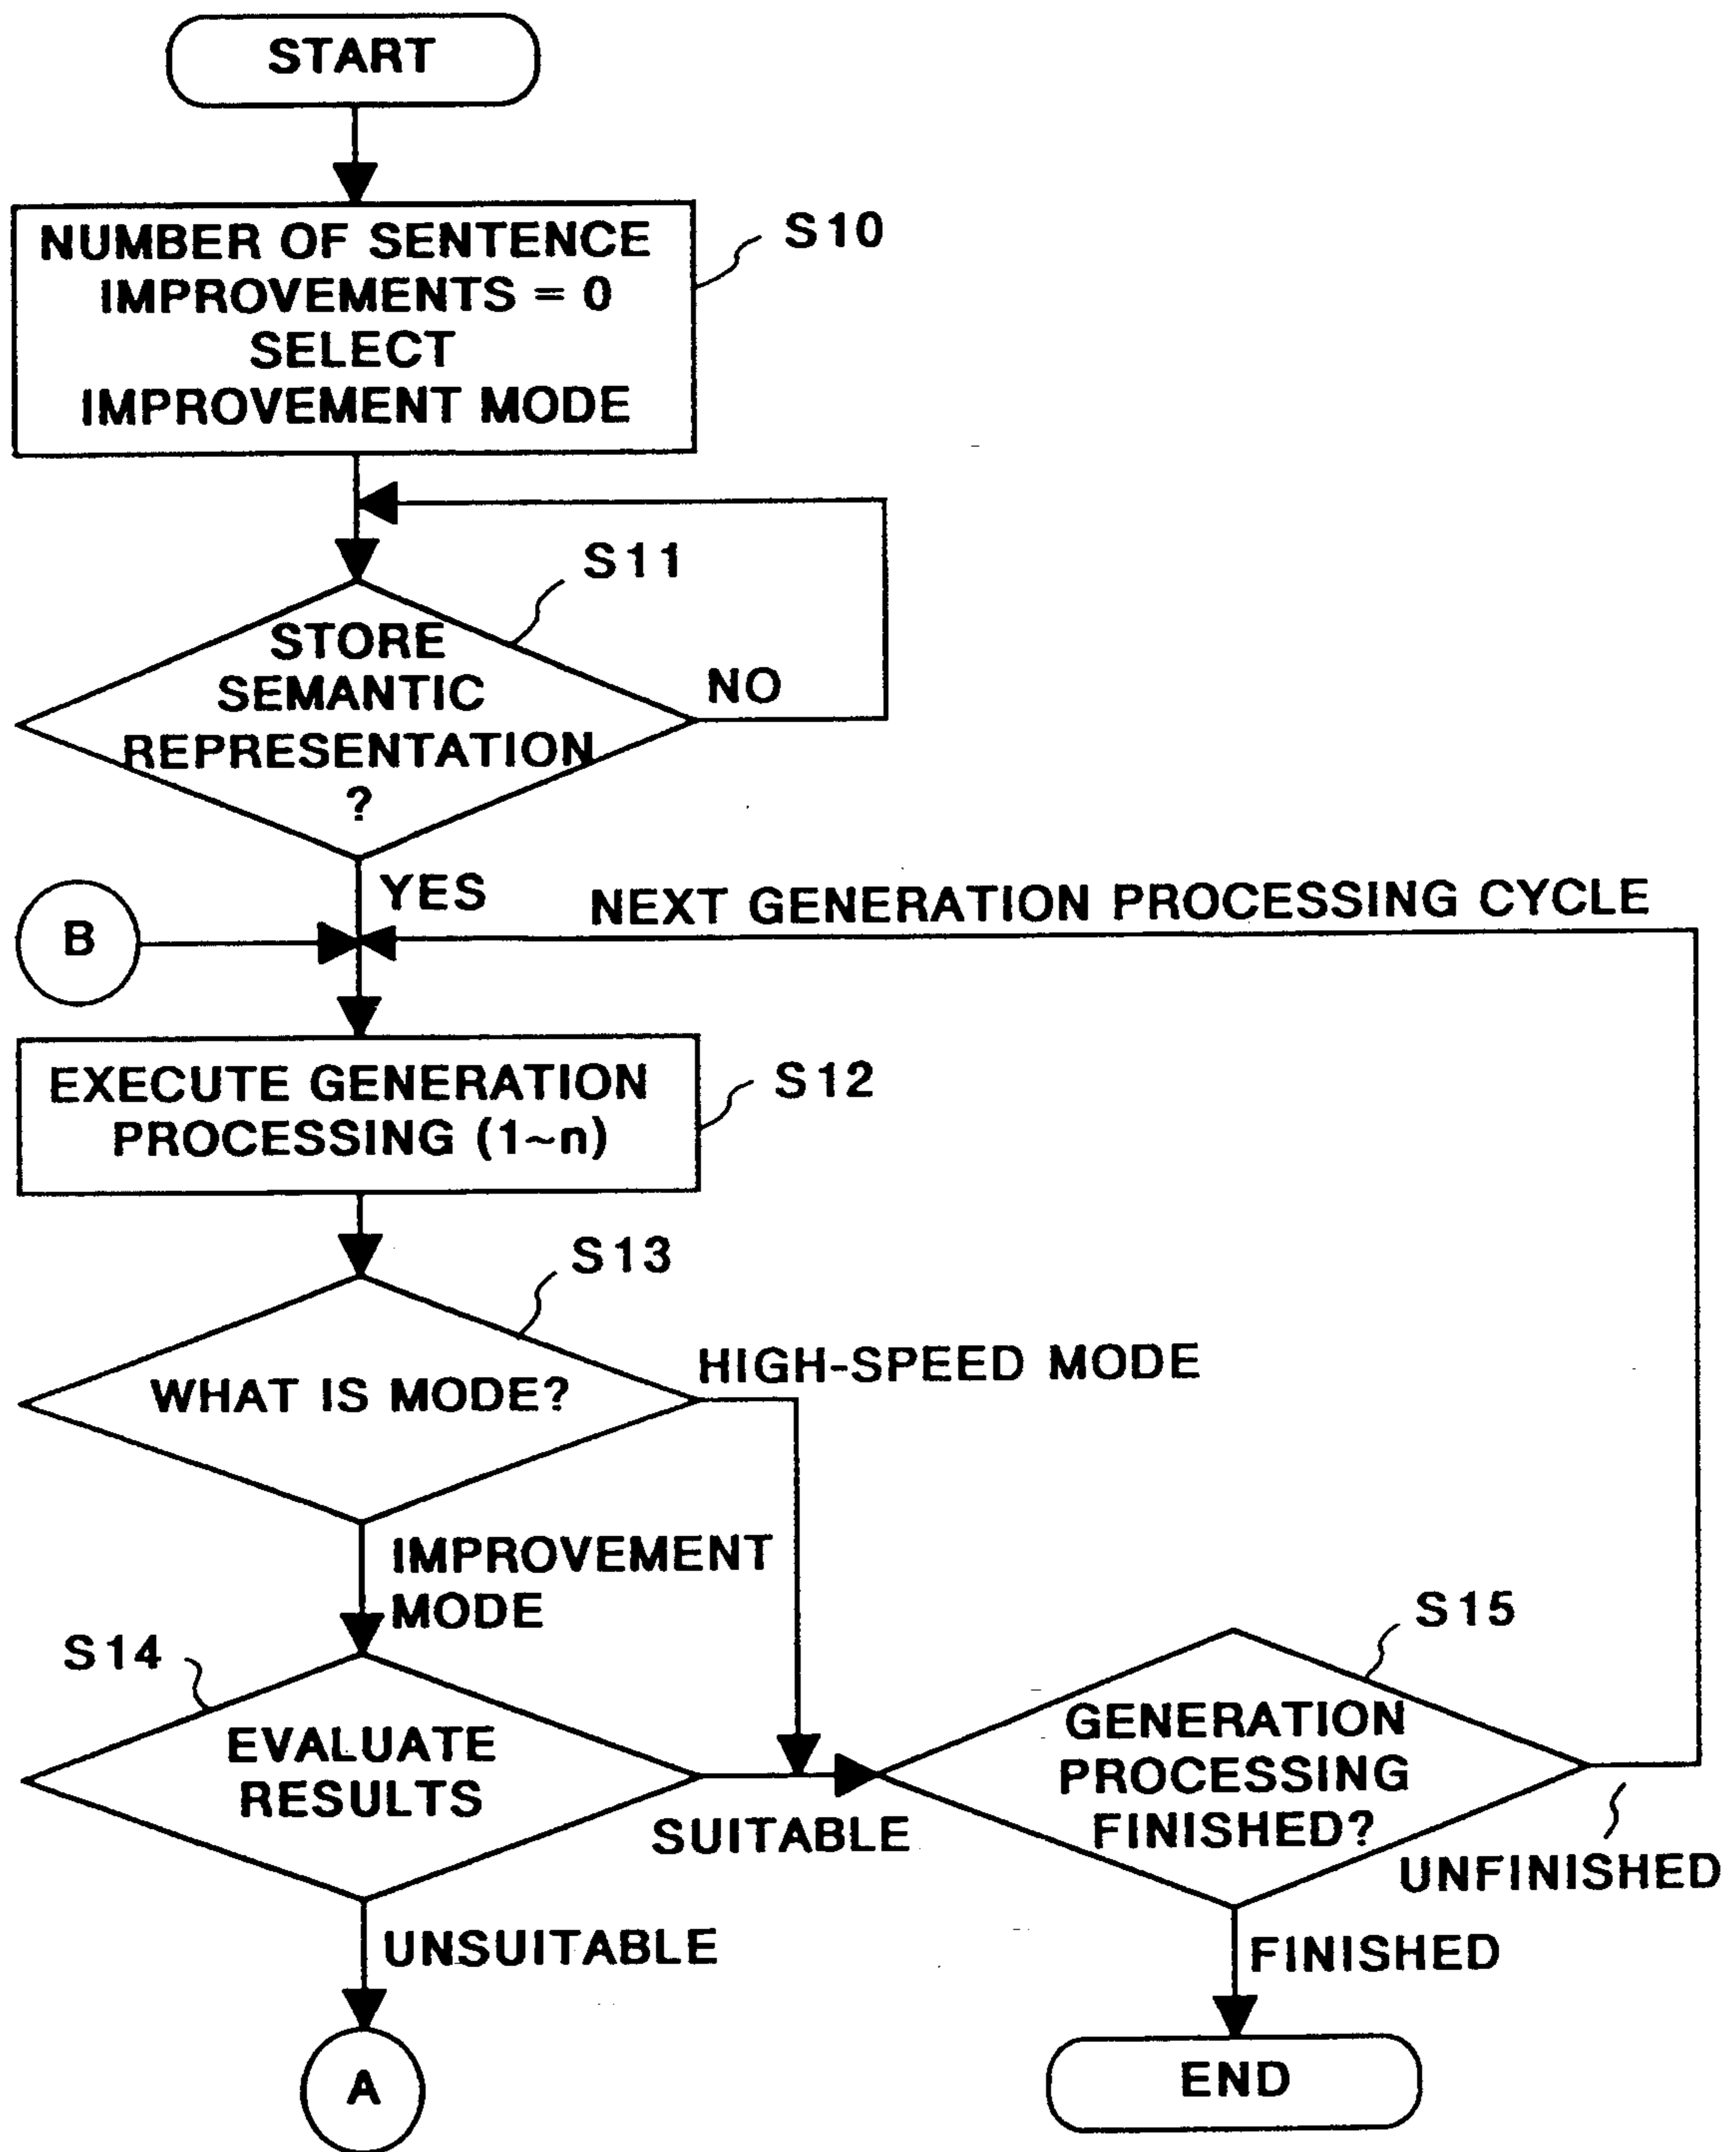 START
NUMBER OF SENTENCE
IMPROVEMENTS = 0
SELECT
IMPROVEMENT MODE
S10
S11
STORE
SEMANTIC
REPRESENTATION
?
NO
YES
B
NEXT GENERATION PROCESSING CYCLE
EXECUTE GENERATION
PROCESSING (1~n)
S12
S13
WHAT IS MODE?
HIGH-SPEED MODE
IMPROVEMENT
MODE
S14
EVALUATE
RESULTS
SUITABLE
S15
GENERATION
PROCESSING
FINISHED?
UNFINISHED
UNSUITABLE
FINISHED
A
END